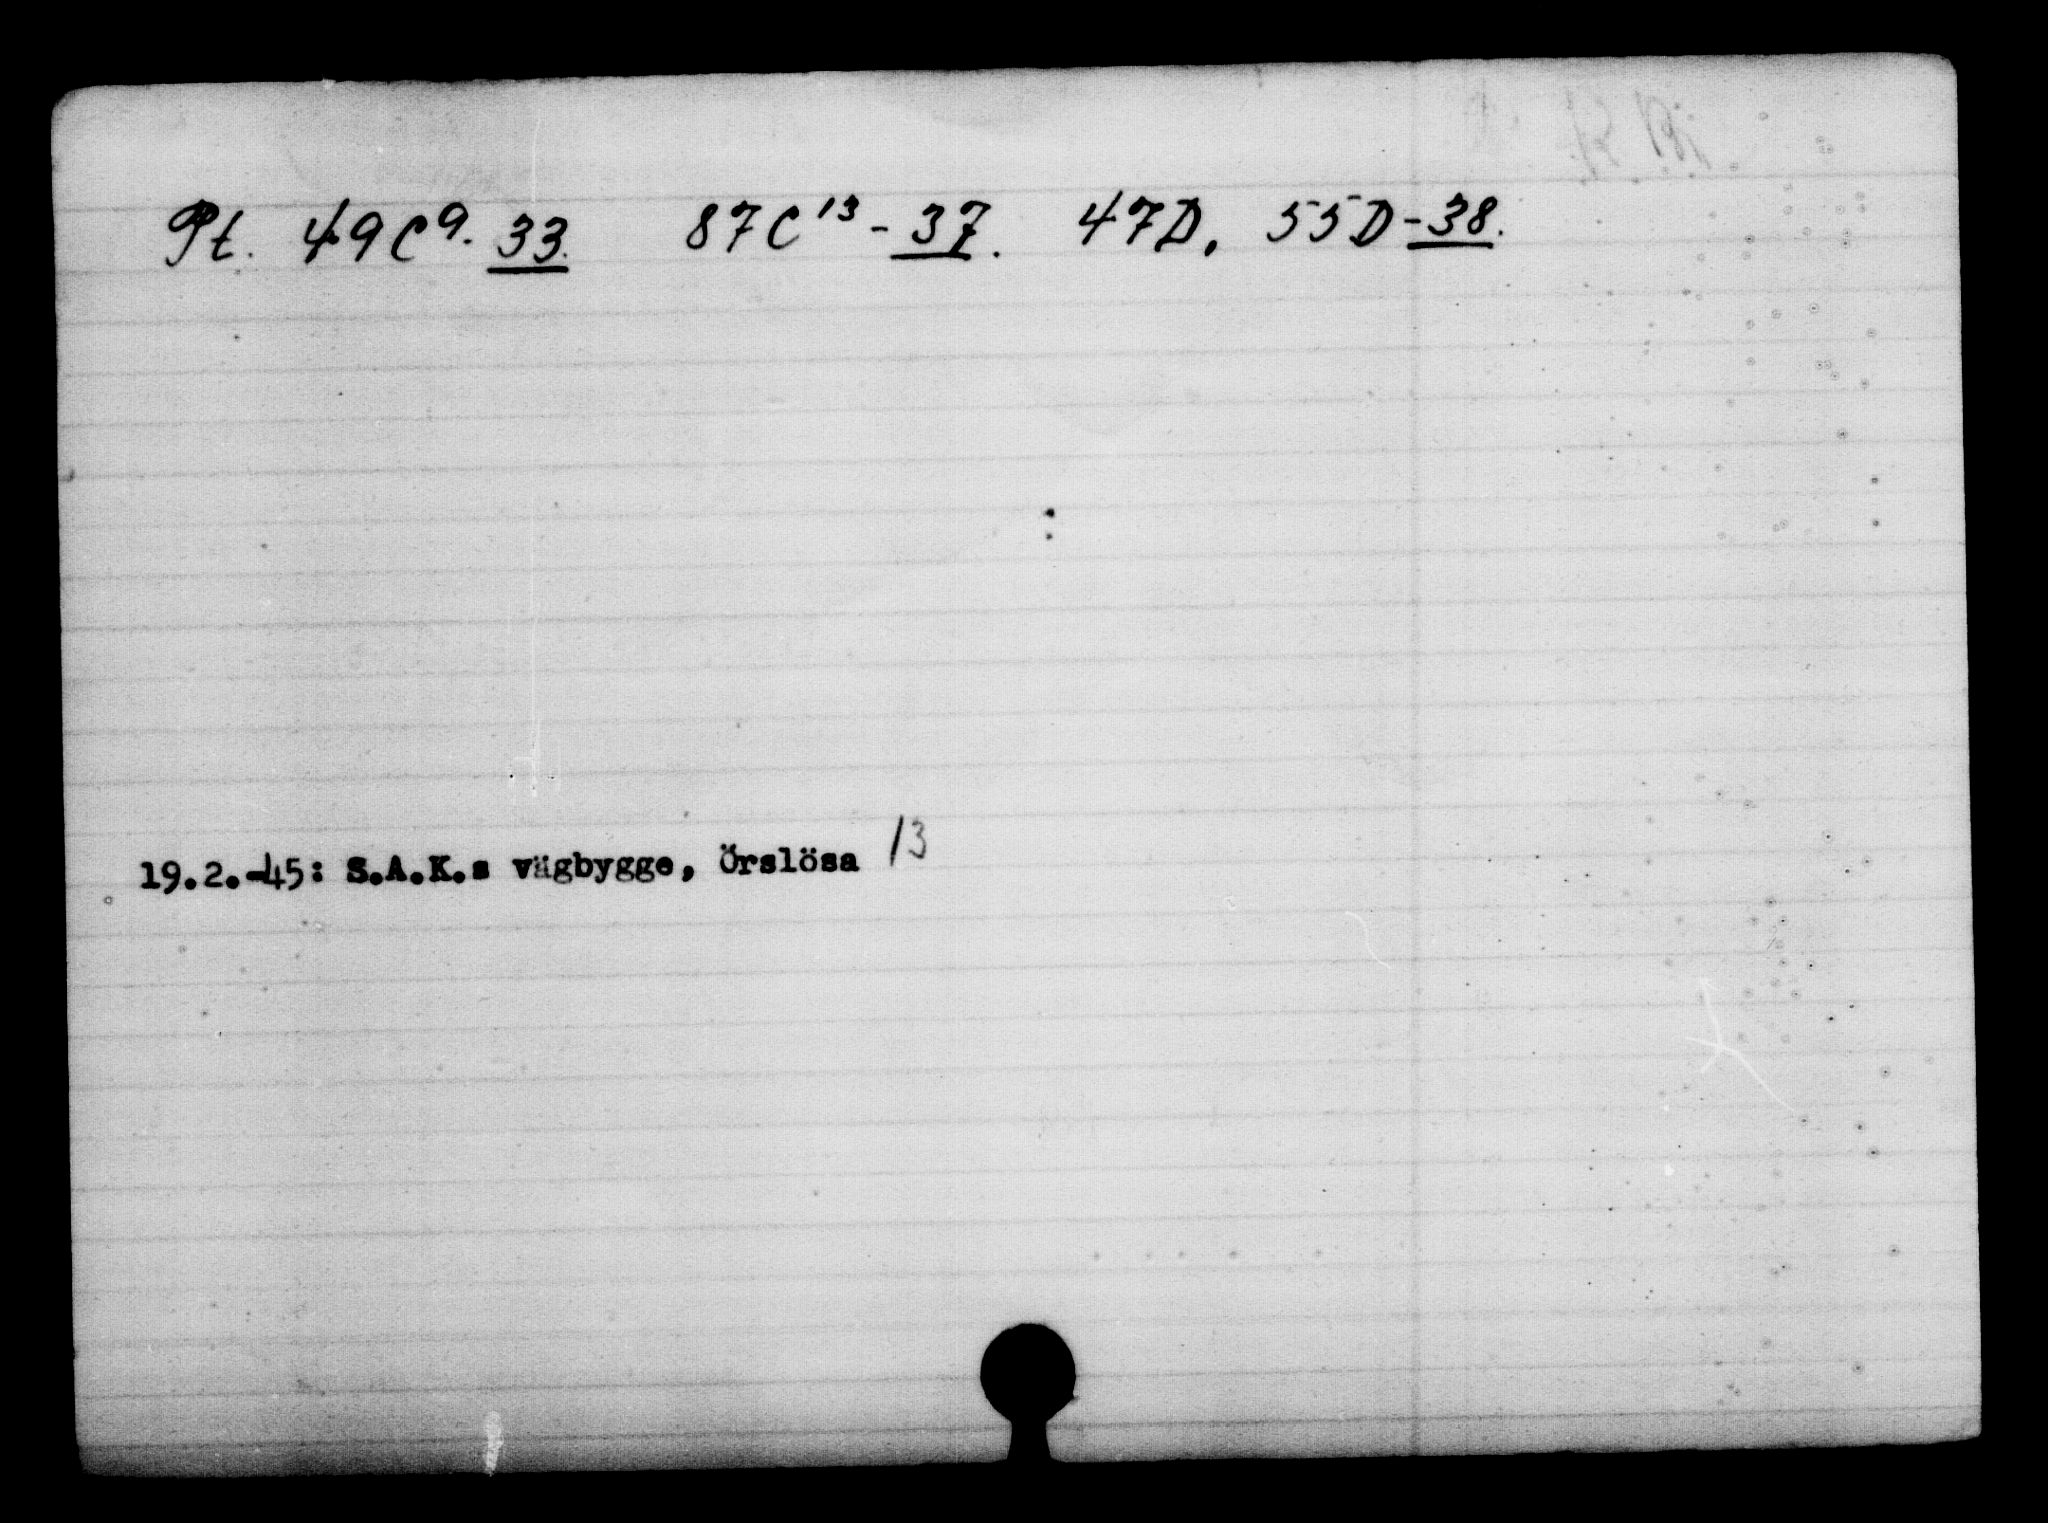 Pt. 49C9. 33. 87C13-37. 47D, 55D-38.
19.2.-45: S.A.K.s vägbygge, Örslösa 13